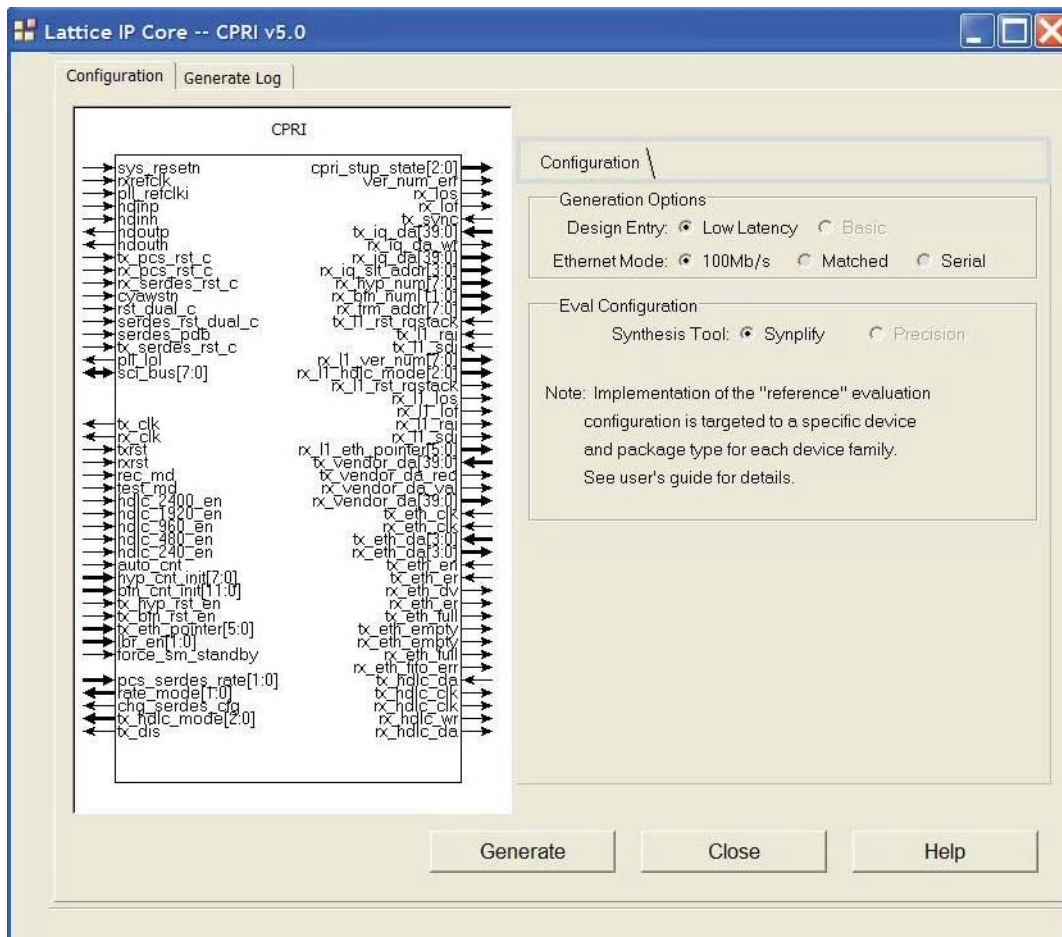 Lattice IP Core -- CPRI v5.0
Configuration
Generate Log
CPRI
sys_resetn
rxrefclk
pll_refclki
hdinp
hdinn
hdoutp
hdoutn
tx_pcs_rst_c
rx_pcs_rst_c
rx_serdes_rst_c
cyawstn
rst_dual_c
serdes_rst_dual_c
serdes_pdb
tx_serdes_rst_c
pll_lol
sci_bus[7:0]
tx_clk
rx_clk
txrst
rxrst
rec_md
test_md
hdlc_2400_en
hdlc_1920_en
hdlc_960_en
hdlc_480_en
hdlc_240_en
auto_cnt
hyp_cnt_init[7:0]
bfn_cnt_init[11:0]
tx_hyp_rst_en
tx_bfn_rst_en
tx_eth_pointer[5:0]
lbr_en[1:0]
force_sm_standby
pcs_serdes_rate[1:0]
rate_mode[1:0]
chg_serdes_cfg
tx_hdlc_mode[2:0]
tx_dis
cpri_stup_state[2:0]
ver_num_err
rx_los
rx_lof
tx_sync
tx_iq_da[39:0]
tx_iq_da_wr
rx_iq_da[39:0]
rx_iq_slt_addr[3:0]
rx_hyp_num[7:0]
rx_bfn_num[11:0]
rx_frm_addr[7:0]
tx_l1_rst_rqstack
tx_l1_rai
tx_l1_sdi
rx_l1_ver_num[7:0]
rx_l1_hdlc_mode[2:0]
rx_l1_rst_rqstack
rx_l1_los
rx_l1_lof
rx_l1_rai
rx_l1_sdi
rx_l1_eth_pointer[5:0]
tx_vendor_da[39:0]
tx_vendor_da_req
rx_vendor_da_val
rx_vendor_da[39:0]
tx_eth_clk
rx_eth_clk
tx_eth_da[3:0]
rx_eth_da[3:0]
tx_eth_en
tx_eth_er
rx_eth_dv
rx_eth_er
tx_eth_full
tx_eth_empty
rx_eth_empty
rx_eth_full
rx_eth_fifo_err
tx_hdlc_da
tx_hdlc_clk
rx_hdlc_clk
rx_hdlc_wr
rx_hdlc_da
Configuration
Generation Options
Design Entry: Low Latency Basic
Ethernet Mode: 100Mb/s Matched Serial
Eval Configuration
Synthesis Tool: Synplify Precision
Note: Implementation of the "reference" evaluation
configuration is targeted to a specific device
and package type for each device family.
See user's guide for details.
Generate
Close
Help